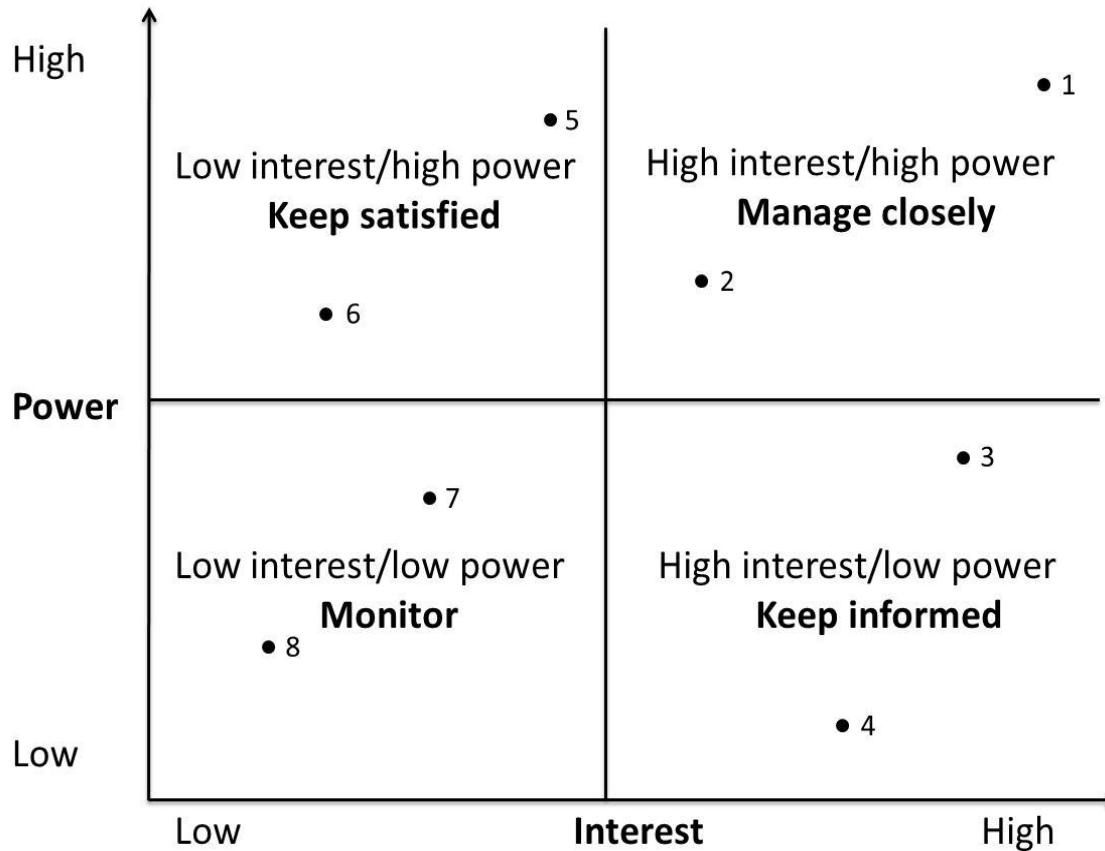 High
1
5
Low interest/high power
Keep satisfied
High interest/high power
Manage closely
2
6
Power
3
7
Low interest/low power
Monitor
High interest/low power
Keep informed
8
4
Low
Low
Interest
High